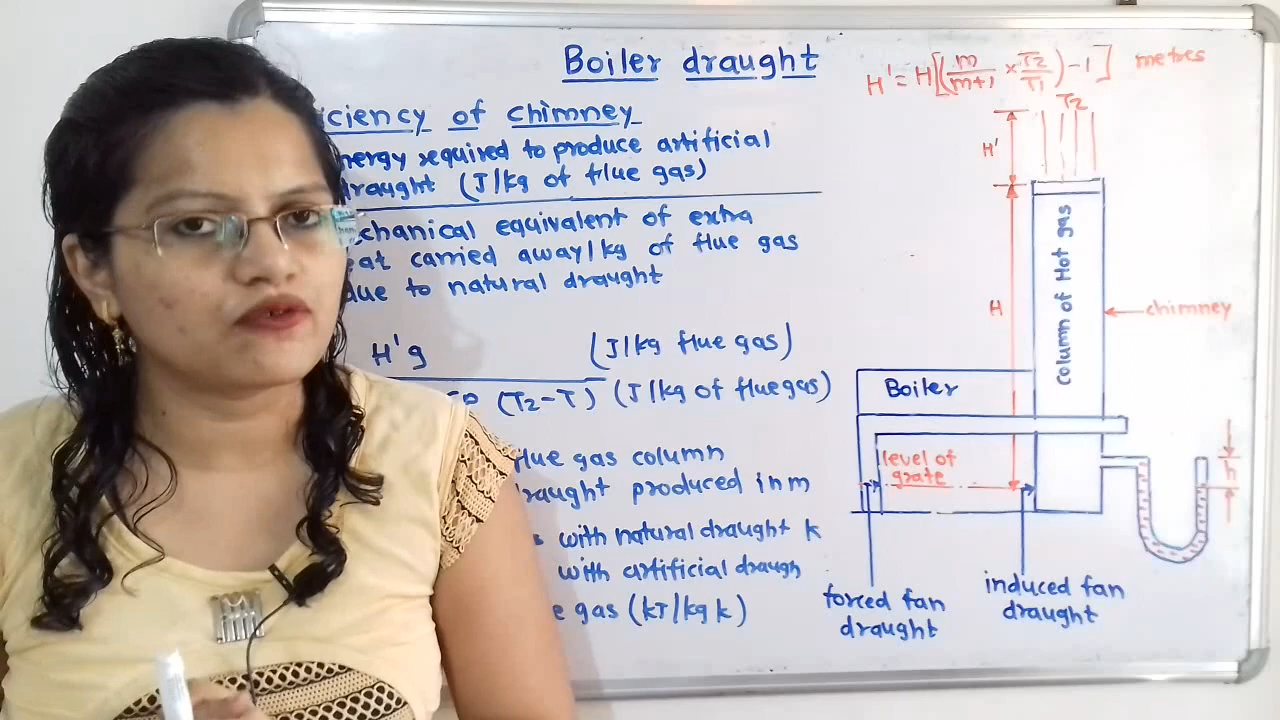 Boiler draught
H' = H[(m/m+1 × T2/T1) - 1] metres
ciency of chimney
nergy required to produce artificial
draught (J/kg of flue gas)
chanical equivalent of extra
eat carried away/kg of flue gas
due to natural draught
H'g (J/kg flue gas)
(T2-T) (J/kg of flue gas)
flue gas column
draught produced in m
with natural draught k
with artificial draugh
e gas (kJ/kg k)
T2
H'
H
column of Hot gas
chimney
Boiler
level of
grate
h
forced fan
draught
induced fan
draught